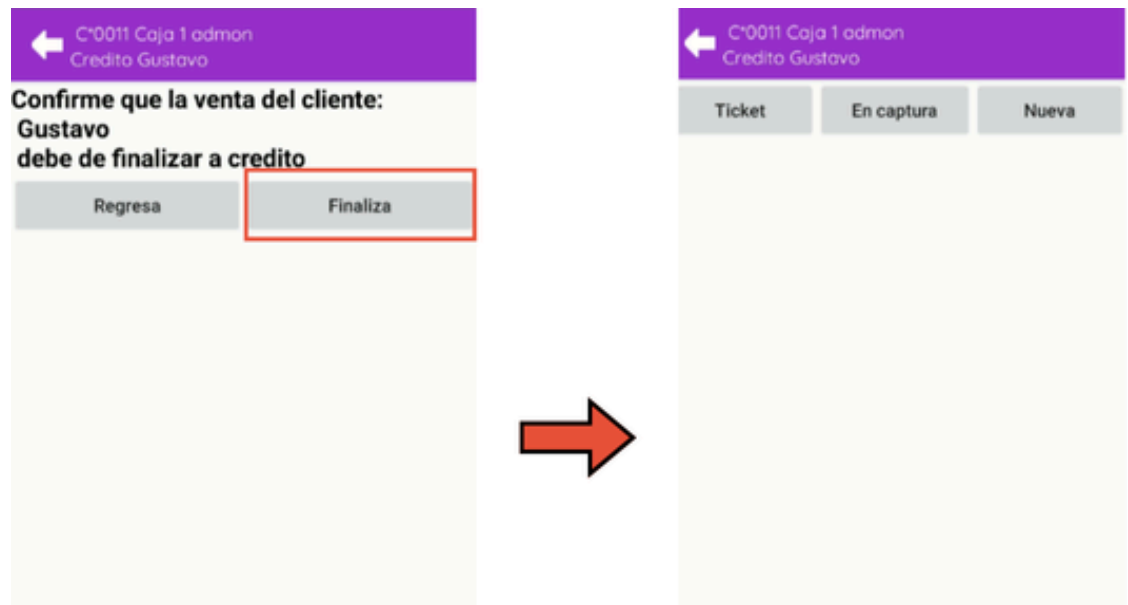 C*0011 Caja 1 admon
Credito Gustavo
Confirme que la venta del cliente:
Gustavo
debe de finalizar a credito
Regresa
Finaliza
C*0011 Caja 1 admon
Credito Gustavo
Ticket
En captura
Nueva